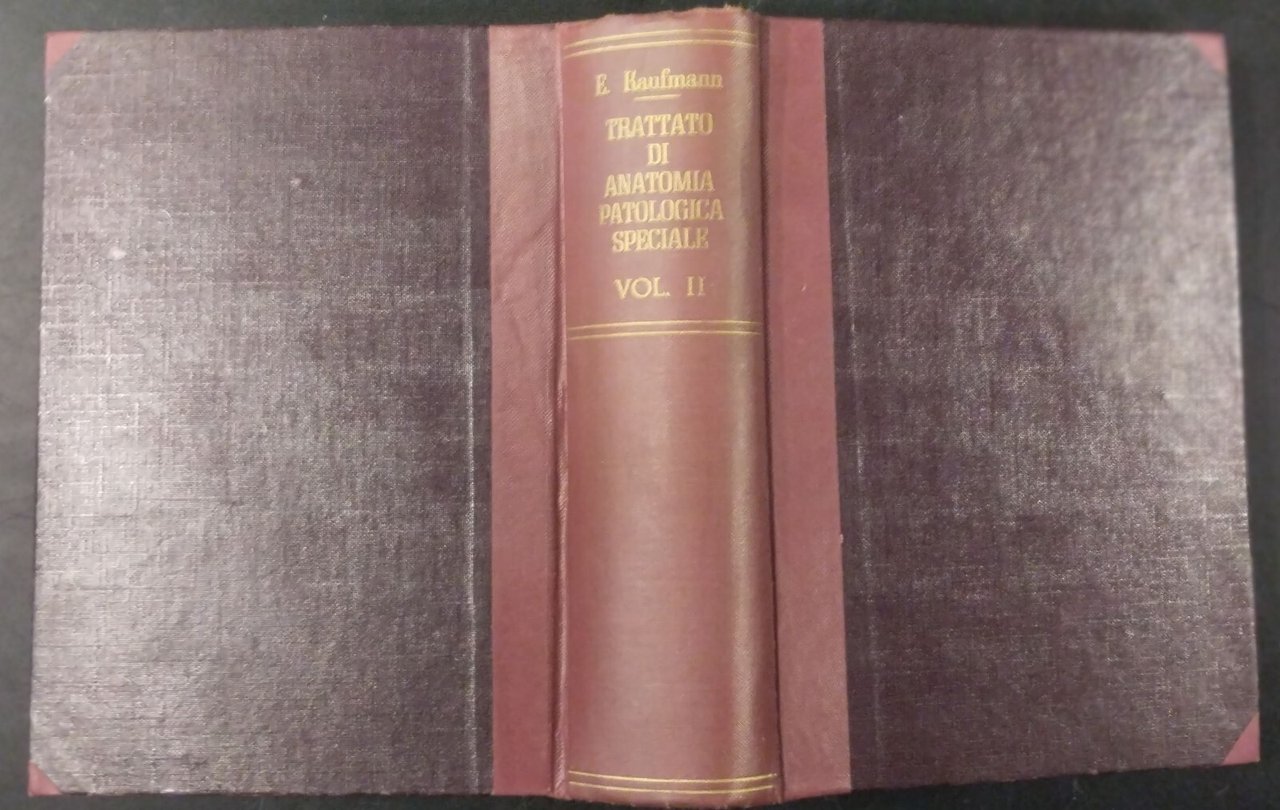 E. Kaufmann
TRATTATO
DI
ANATOMIA
PATOLOGICA
SPECIALE
VOL. II